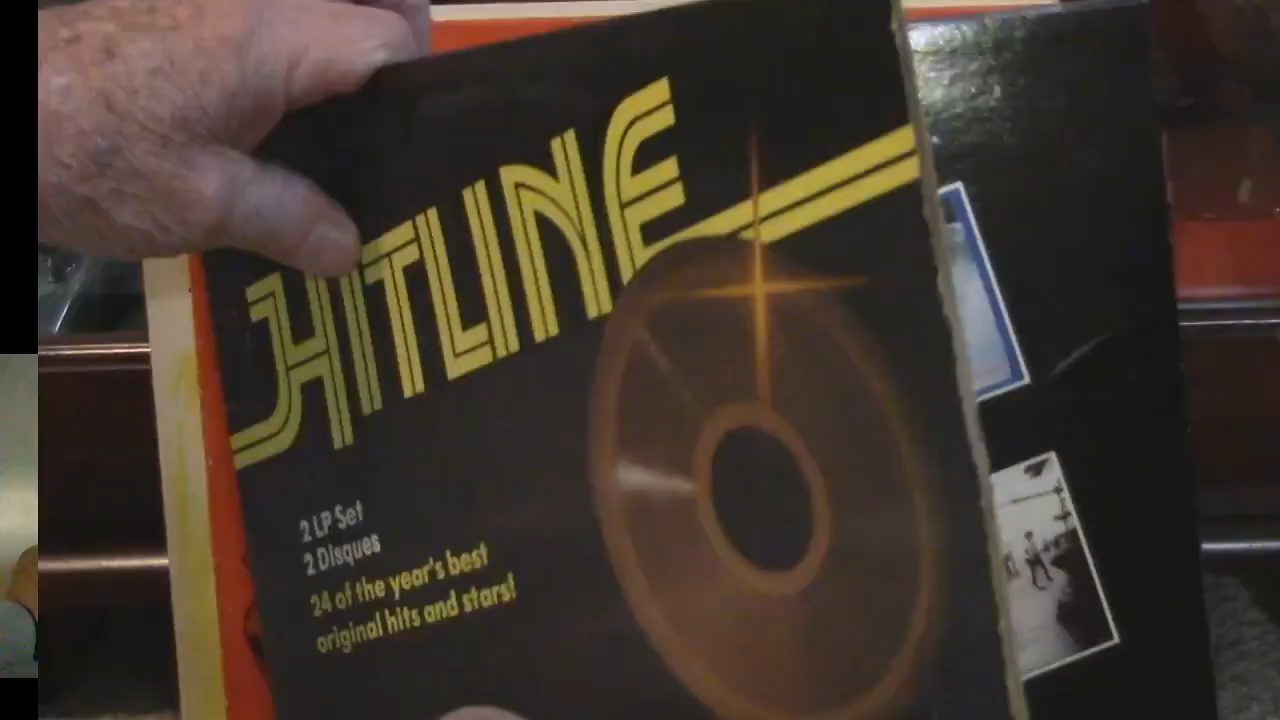 HITLINE
2 LP Set
2 Disques
24 of the year's best
original hits and stars!